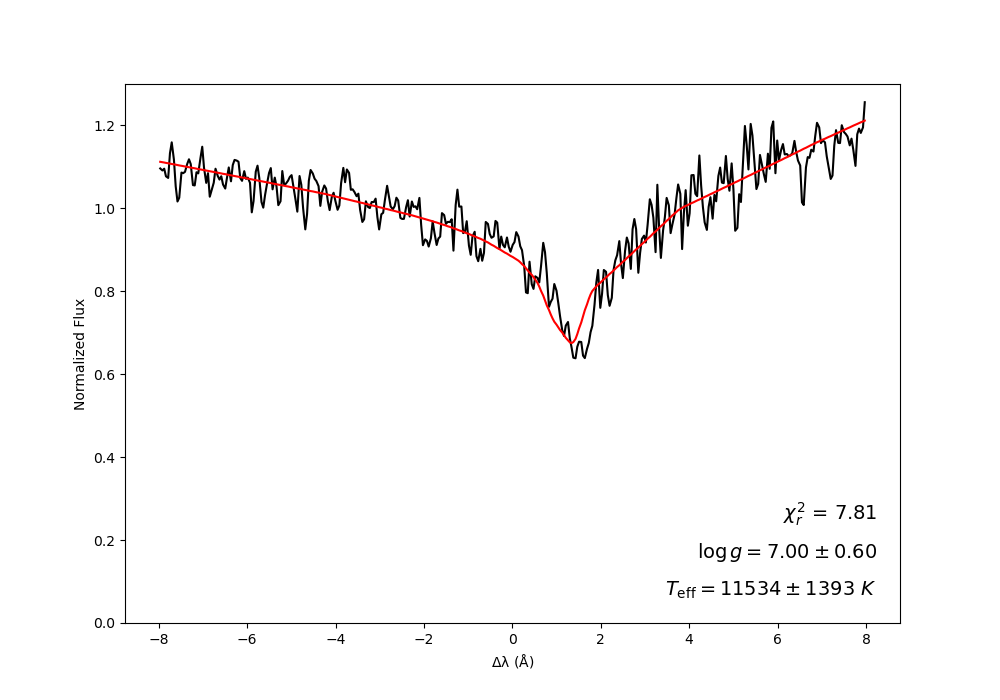 1.2
1.0
0.8
0.6
0.4
0.2
0.0
Normalized Flux
χ²ᵣ = 7.81
log g = 7.00 ± 0.60
T_eff = 11534 ± 1393 K
−8 −6 −4 −2 0 2 4 6 8
Δλ (Å)